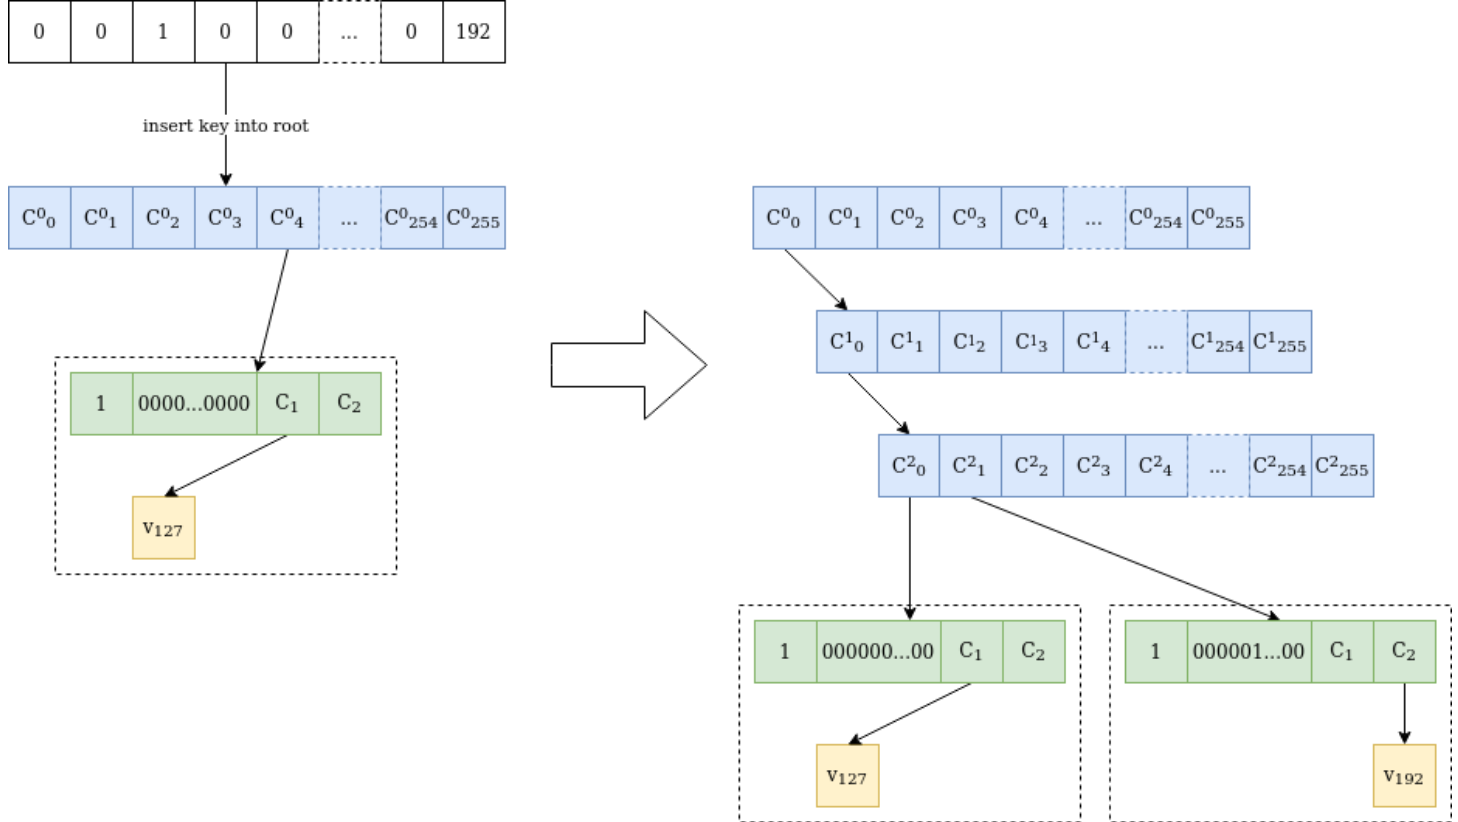 0 0 1 0 0 ... 0 192
insert key into root
C⁰₀ C⁰₁ C⁰₂ C⁰₃ C⁰₄ ... C⁰₂₅₄ C⁰₂₅₅
1 0000...0000 C₁ C₂
v₁₂₇
C⁰₀ C⁰₁ C⁰₂ C⁰₃ C⁰₄ ... C⁰₂₅₄ C⁰₂₅₅
C¹₀ C¹₁ C¹₂ C¹₃ C¹₄ ... C¹₂₅₄ C¹₂₅₅
C²₀ C²₁ C²₂ C²₃ C²₄ ... C²₂₅₄ C²₂₅₅
1 000000...00 C₁ C₂
v₁₂₇
1 000001...00 C₁ C₂
v₁₉₂